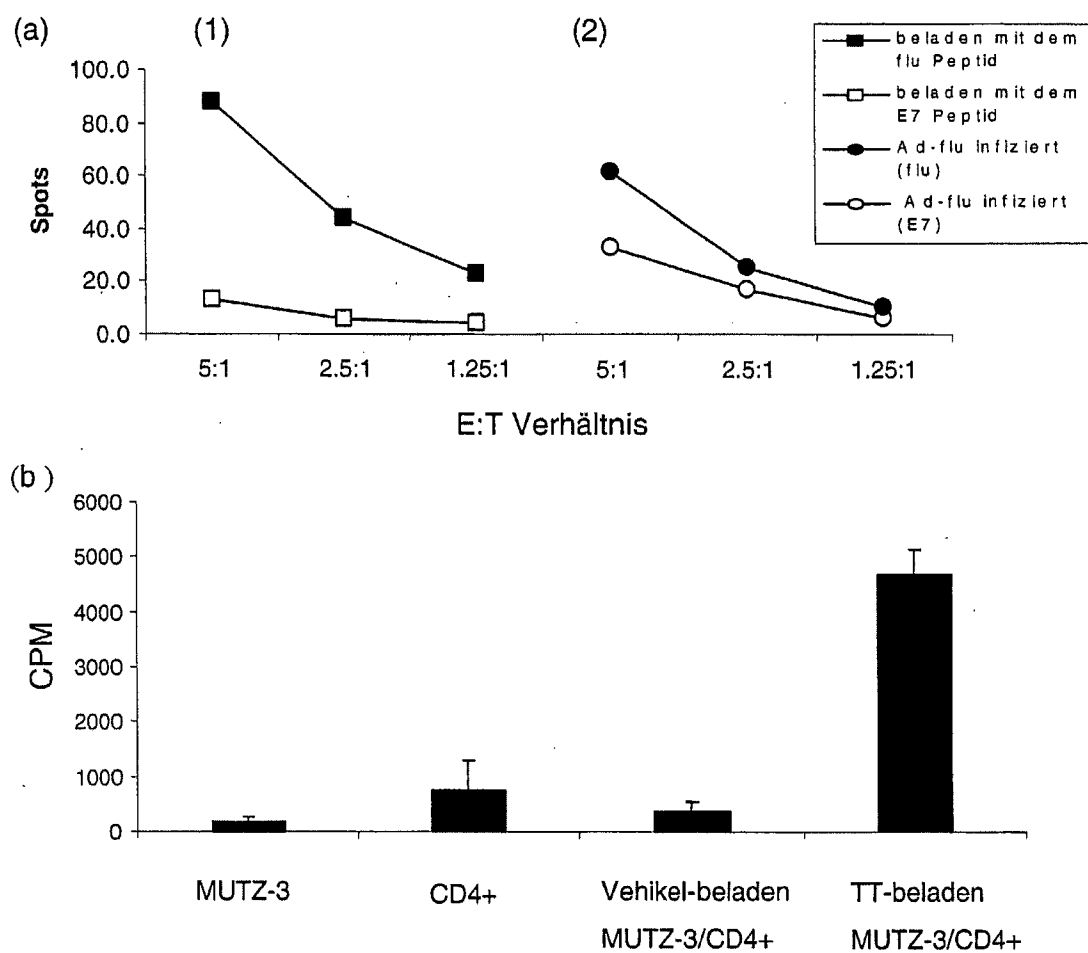 (a)
(1)
(2)
beladen mit dem
flu Peptid
beladen mit dem
E7 Peptid
Ad-flu infiziert
(flu)
Ad-flu infiziert
(E7)
100.0
80.0
60.0
40.0
20.0
0.0
Spots
5:1
2.5:1
1.25:1
5:1
2.5:1
1.25:1
E:T Verhältnis
(b)
6000
5000
4000
3000
2000
1000
0
CPM
MUTZ-3
CD4+
Vehikel-beladen
MUTZ-3/CD4+
TT-beladen
MUTZ-3/CD4+